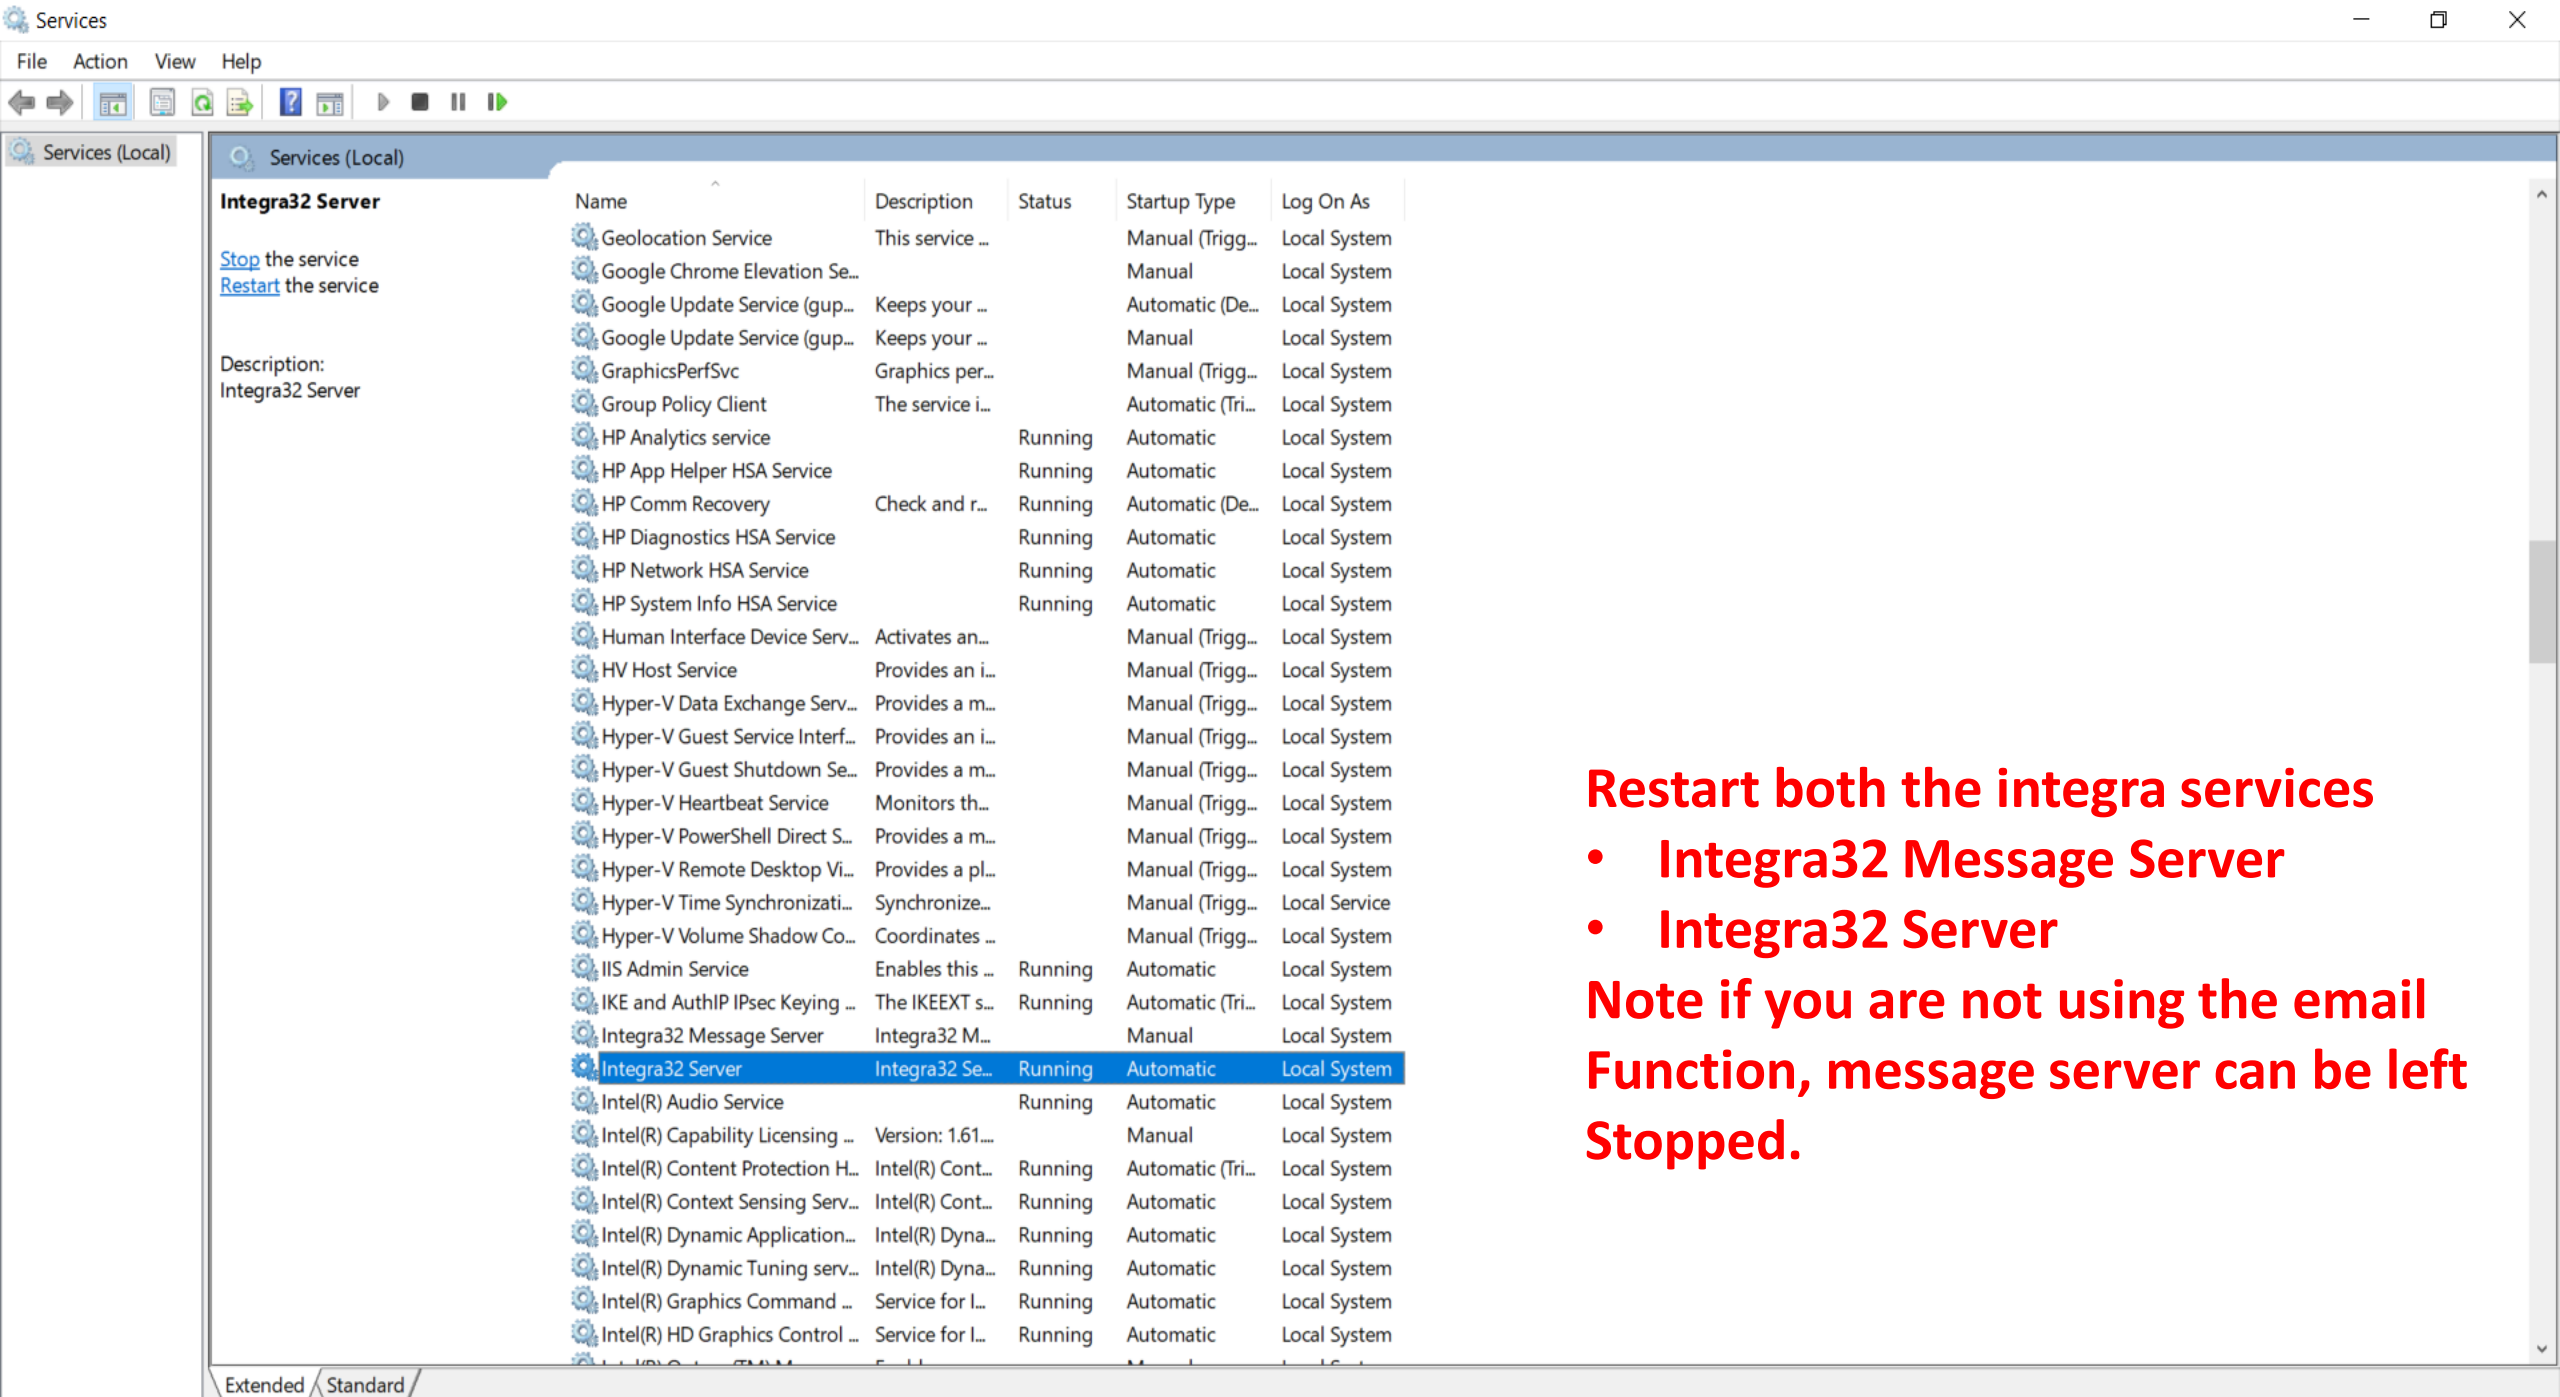 Services
File Action View Help
Services (Local)
Services (Local)
Integra32 Server
Stop the service
Restart the service
Description:
Integra32 Server
Name Description Status Startup Type Log On As
Geolocation Service This service ... Manual (Trigg... Local System
Google Chrome Elevation Se... Manual Local System
Google Update Service (gup... Keeps your ... Automatic (De... Local System
Google Update Service (gup... Keeps your ... Manual Local System
GraphicsPerfSvc Graphics per... Manual (Trigg... Local System
Group Policy Client The service i... Automatic (Tri... Local System
HP Analytics service Running Automatic Local System
HP App Helper HSA Service Running Automatic Local System
HP Comm Recovery Check and r... Running Automatic (De... Local System
HP Diagnostics HSA Service Running Automatic Local System
HP Network HSA Service Running Automatic Local System
HP System Info HSA Service Running Automatic Local System
Human Interface Device Serv... Activates an... Manual (Trigg... Local System
HV Host Service Provides an i... Manual (Trigg... Local System
Hyper-V Data Exchange Serv... Provides a m... Manual (Trigg... Local System
Hyper-V Guest Service Interf... Provides an i... Manual (Trigg... Local System
Hyper-V Guest Shutdown Se... Provides a m... Manual (Trigg... Local System
Hyper-V Heartbeat Service Monitors th... Manual (Trigg... Local System
Hyper-V PowerShell Direct S... Provides a m... Manual (Trigg... Local System
Hyper-V Remote Desktop Vi... Provides a pl... Manual (Trigg... Local System
Hyper-V Time Synchronizati... Synchronize... Manual (Trigg... Local Service
Hyper-V Volume Shadow Co... Coordinates ... Manual (Trigg... Local System
IIS Admin Service Enables this ... Running Automatic Local System
IKE and AuthIP IPsec Keying ... The IKEEXT s... Running Automatic (Tri... Local System
Integra32 Message Server Integra32 M... Manual Local System
Integra32 Server Integra32 Se... Running Automatic Local System
Intel(R) Audio Service Running Automatic Local System
Intel(R) Capability Licensing ... Version: 1.61.... Manual Local System
Intel(R) Content Protection H... Intel(R) Cont... Running Automatic (Tri... Local System
Intel(R) Context Sensing Serv... Intel(R) Cont... Running Automatic Local System
Intel(R) Dynamic Application... Intel(R) Dyna... Running Automatic Local System
Intel(R) Dynamic Tuning serv... Intel(R) Dyna... Running Automatic Local System
Intel(R) Graphics Command ... Service for I... Running Automatic Local System
Intel(R) HD Graphics Control ... Service for I... Running Automatic Local System
Extended Standard
Restart both the integra services
• Integra32 Message Server
• Integra32 Server
Note if you are not using the email
Function, message server can be left
Stopped.